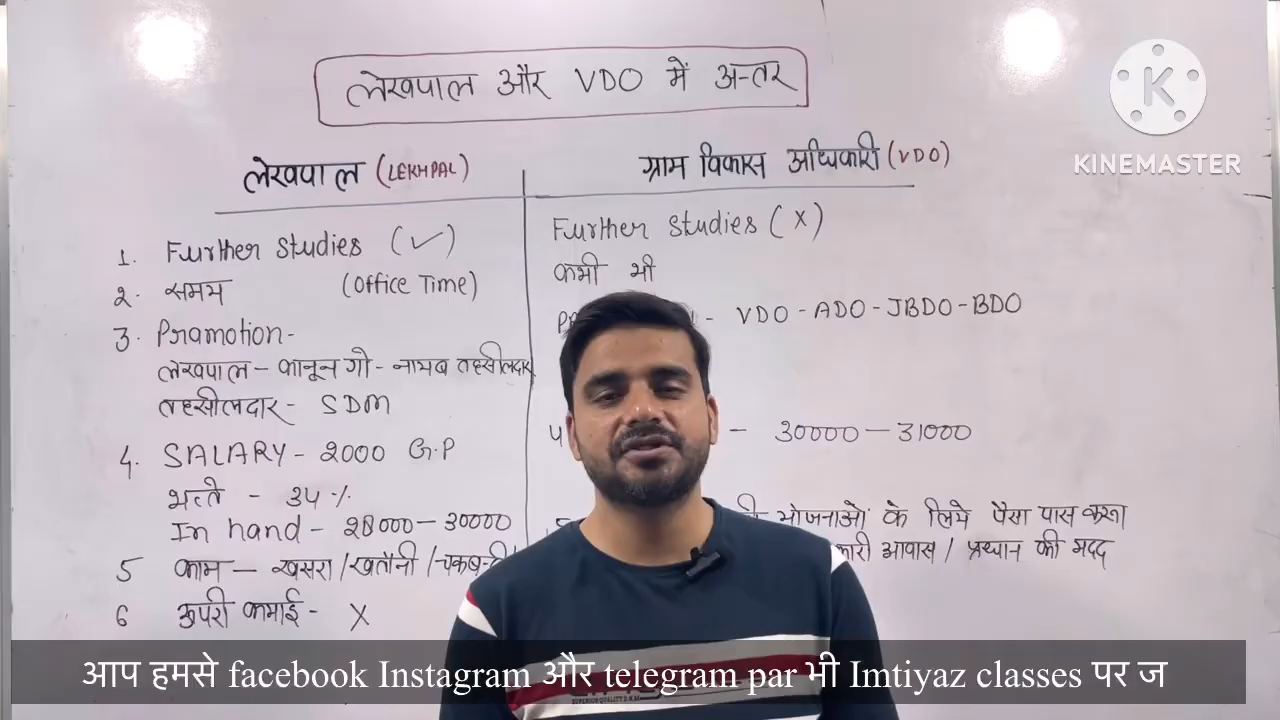 लेखपाल और VDO में अन्तर
K
KINEMASTER
लेखपाल (LEKHPAL)
ग्राम विकास अधिकारी (VDO)
1. Further Studies (✓)
2. समय (Office Time)
3. Promotion-
लेखपाल - कानून गो - नायब तहसीलदार
तहसीलदार - SDM
4. SALARY - 2000 G.P
भत्ते - 34 %
In hand - 28000 - 30000
5 काम - खसरा / खतौनी / चकबन्दी
6 ऊपरी कमाई - X
Further Studies (X)
कभी भी
- VDO - ADO - JBDO - BDO
4 - 30000 - 31000
योजनाओं के लिये पैसा पास करना
आवास / प्रधान की मदद
आप हमसे facebook Instagram और telegram par भी Imtiyaz classes पर ज